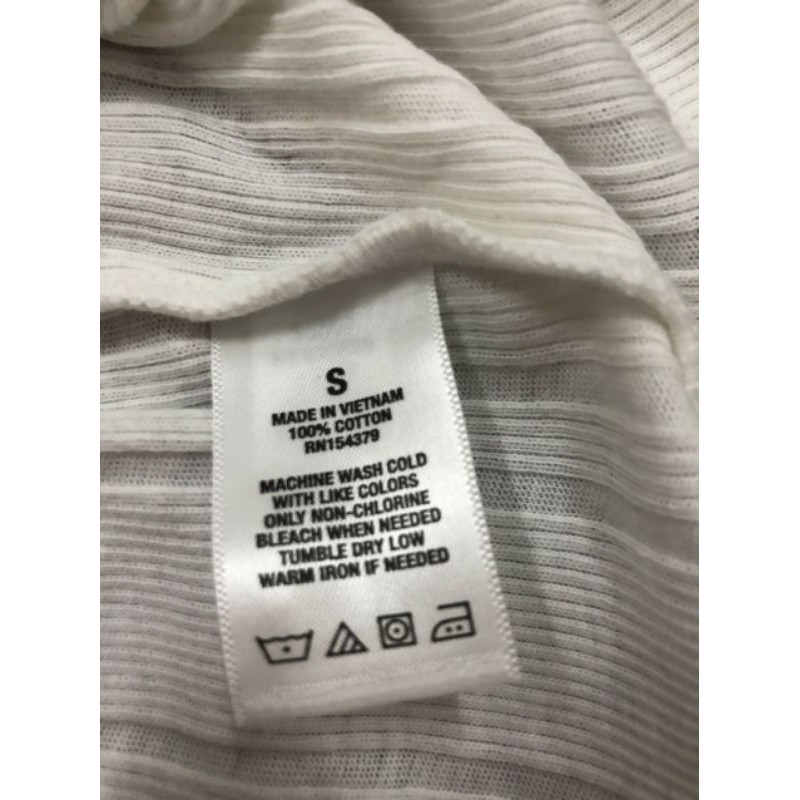 S
MADE IN VIETNAM
100% COTTON
RN154379
MACHINE WASH COLD
WITH LIKE COLORS
ONLY NON-CHLORINE
BLEACH WHEN NEEDED
TUMBLE DRY LOW
WARM IRON IF NEEDED